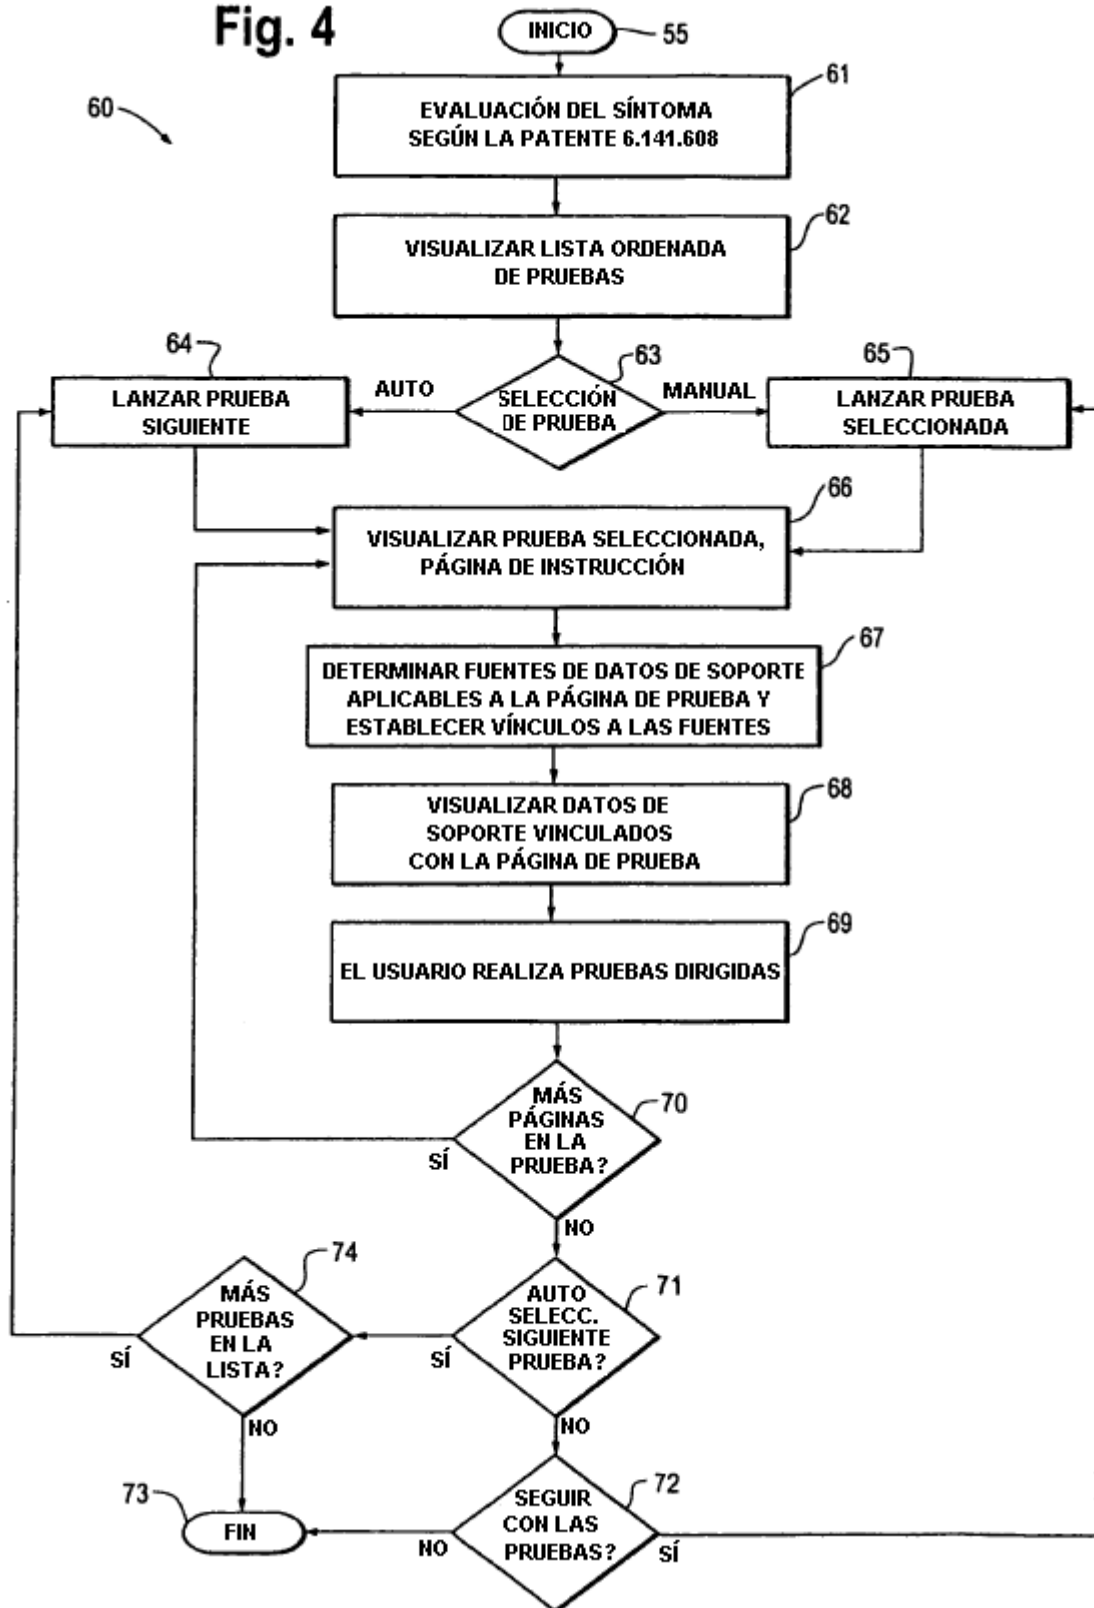 Fig. 4
INICIO
55
60
61
EVALUACIÓN DEL SÍNTOMA
SEGÚN LA PATENTE 6.141.608
62
VISUALIZAR LISTA ORDENADA
DE PRUEBAS
63
SELECCIÓN
DE PRUEBA
AUTO
MANUAL
64
LANZAR PRUEBA
SIGUIENTE
65
LANZAR PRUEBA
SELECCIONADA
66
VISUALIZAR PRUEBA SELECCIONADA,
PÁGINA DE INSTRUCCIÓN
67
DETERMINAR FUENTES DE DATOS DE SOPORTE
APLICABLES A LA PÁGINA DE PRUEBA Y
ESTABLECER VÍNCULOS A LAS FUENTES
68
VISUALIZAR DATOS DE
SOPORTE VINCULADOS
CON LA PÁGINA DE PRUEBA
69
EL USUARIO REALIZA PRUEBAS DIRIGIDAS
70
MÁS
PÁGINAS
EN LA
PRUEBA?
SÍ
NO
71
AUTO
SELECC.
SIGUIENTE
PRUEBA?
SÍ
NO
74
MÁS
PRUEBAS
EN LA
LISTA?
SÍ
NO
72
SEGUIR
CON LAS
PRUEBAS?
NO
SÍ
73
FIN